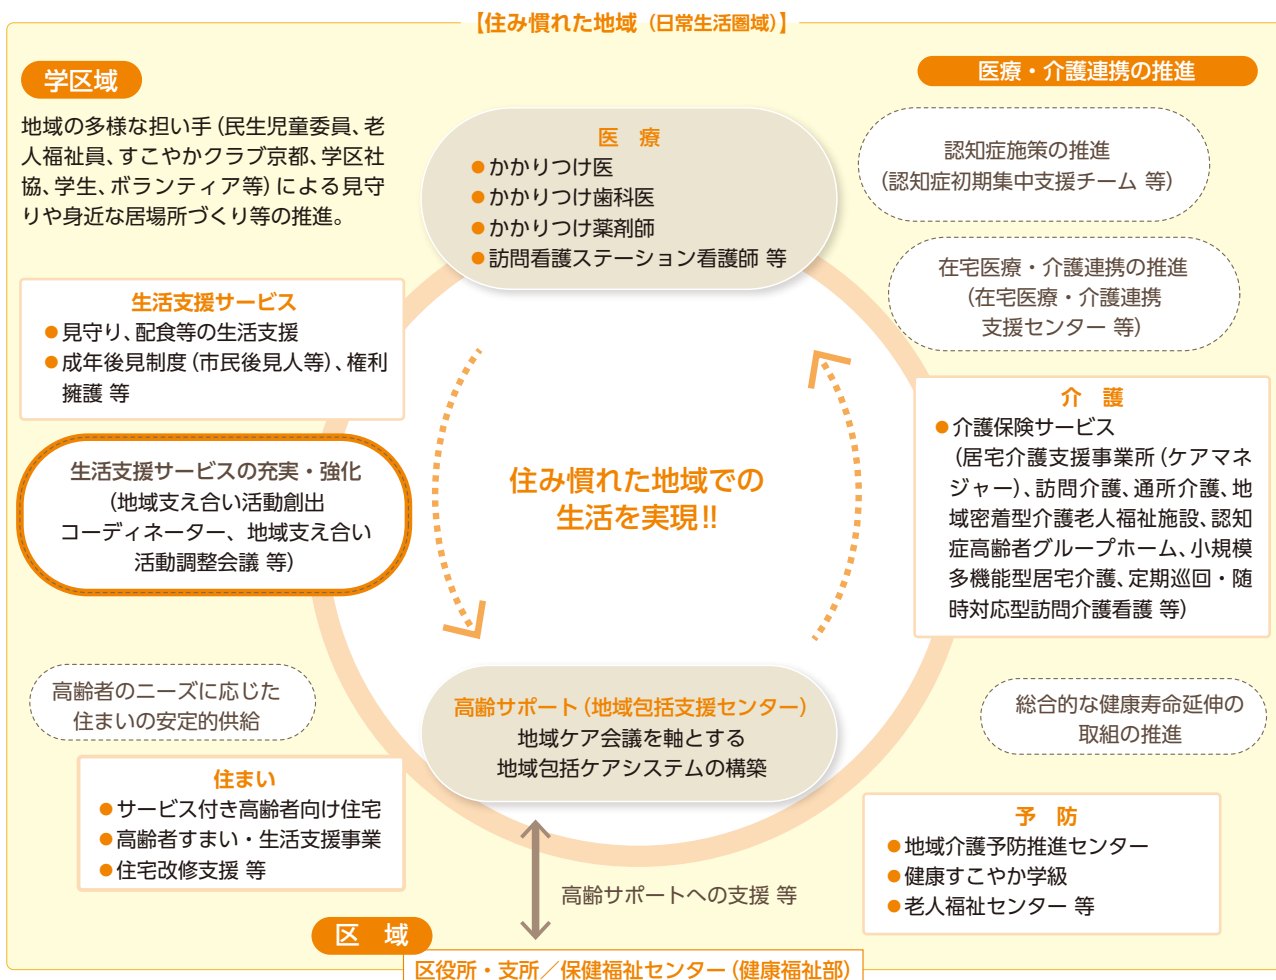 【住み慣れた地域（日常生活圏域）】
学区域
地域の多様な担い手（民生児童委員、老
人福祉員、すこやかクラブ京都、学区社
協、学生、ボランティア等）による見守
りや身近な居場所づくり等の推進。
医療・介護連携の推進
認知症施策の推進
（認知症初期集中支援チーム 等）
在宅医療・介護連携の推進
（在宅医療・介護連携
支援センター 等）
医　療
●かかりつけ医
●かかりつけ歯科医
●かかりつけ薬剤師
●訪問看護ステーション看護師 等
生活支援サービス
●見守り、配食等の生活支援
●成年後見制度（市民後見人等）、権利
擁護 等
生活支援サービスの充実・強化
（地域支え合い活動創出
コーディネーター、地域支え合い
活動調整会議 等）
住み慣れた地域での
生活を実現!!
介　護
●介護保険サービス
（居宅介護支援事業所（ケアマネ
ジャー）、訪問介護、通所介護、地
域密着型介護老人福祉施設、認知
症高齢者グループホーム、小規模
多機能型居宅介護、定期巡回・随
時対応型訪問介護看護 等）
高齢者のニーズに応じた
住まいの安定的供給
住まい
●サービス付き高齢者向け住宅
●高齢者すまい・生活支援事業
●住宅改修支援 等
高齢サポート（地域包括支援センター）
地域ケア会議を軸とする
地域包括ケアシステムの構築
総合的な健康寿命延伸の
取組の推進
予　防
●地域介護予防推進センター
●健康すこやか学級
●老人福祉センター 等
高齢サポートへの支援 等
区　域
区役所・支所／保健福祉センター（健康福祉部）